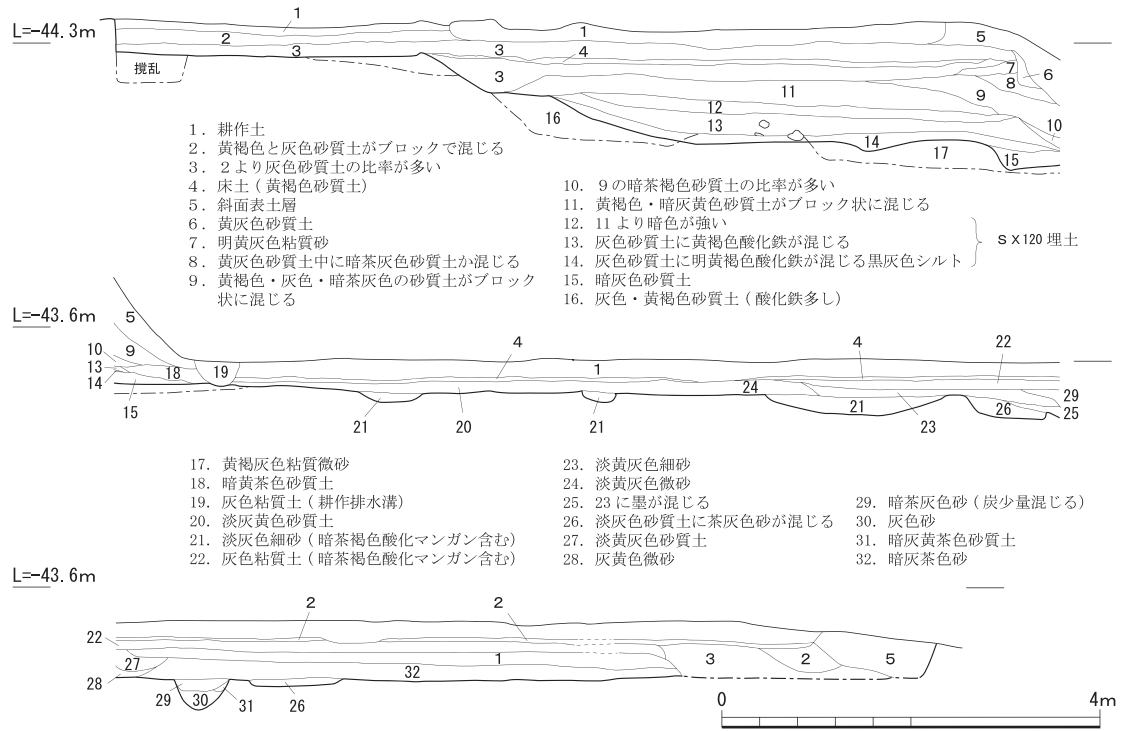 L=-44.3m
1
2
3
撹乱
1
3
4
3
5
7
8
6
9
11
12
16
13
10
14
17
15
1．耕作土
2．黄褐色と灰色砂質土がブロックで混じる
3．2より灰色砂質土の比率が多い
4．床土（黄褐色砂質土）
5．斜面表土層
6．黄灰色砂質土
7．明黄灰色粘質砂
8．黄灰色砂質土中に暗茶灰色砂質土か混じる
9．黄褐色・灰色・暗茶灰色の砂質土がブロック
状に混じる
10．9の暗茶褐色砂質土の比率が多い
11．黄褐色・暗灰黄色砂質土がブロック状に混じる
12．11より暗色が強い
13．灰色砂質土に黄褐色酸化鉄が混じる
14．灰色砂質土に明黄褐色酸化鉄が混じる黒灰色シルト
15．暗灰色砂質土
16．灰色・黄褐色砂質土（酸化鉄多し）
SX120埋土
L=-43.6m
5
9
10
13
14
15
18
19
4
1
4
22
24
21
20
21
21
23
29
26
25
17．黄褐灰色粘質微砂
18．暗黄茶色砂質土
19．灰色粘質土（耕作排水溝）
20．淡灰黄色砂質土
21．淡灰色細砂（暗茶褐色酸化マンガン含む）
22．灰色粘質土（暗茶褐色酸化マンガン含む）
23．淡黄灰色細砂
24．淡黄灰色微砂
25．23に墨が混じる
26．淡灰色砂質土に茶灰色砂が混じる
27．淡黄灰色砂質土
28．灰黄色微砂
29．暗茶灰色砂（炭少量混じる）
30．灰色砂
31．暗灰黄茶色砂質土
32．暗灰茶色砂
L=-43.6m
2
2
22
27
28
29
30
31
26
1
32
3
2
5
0
4m